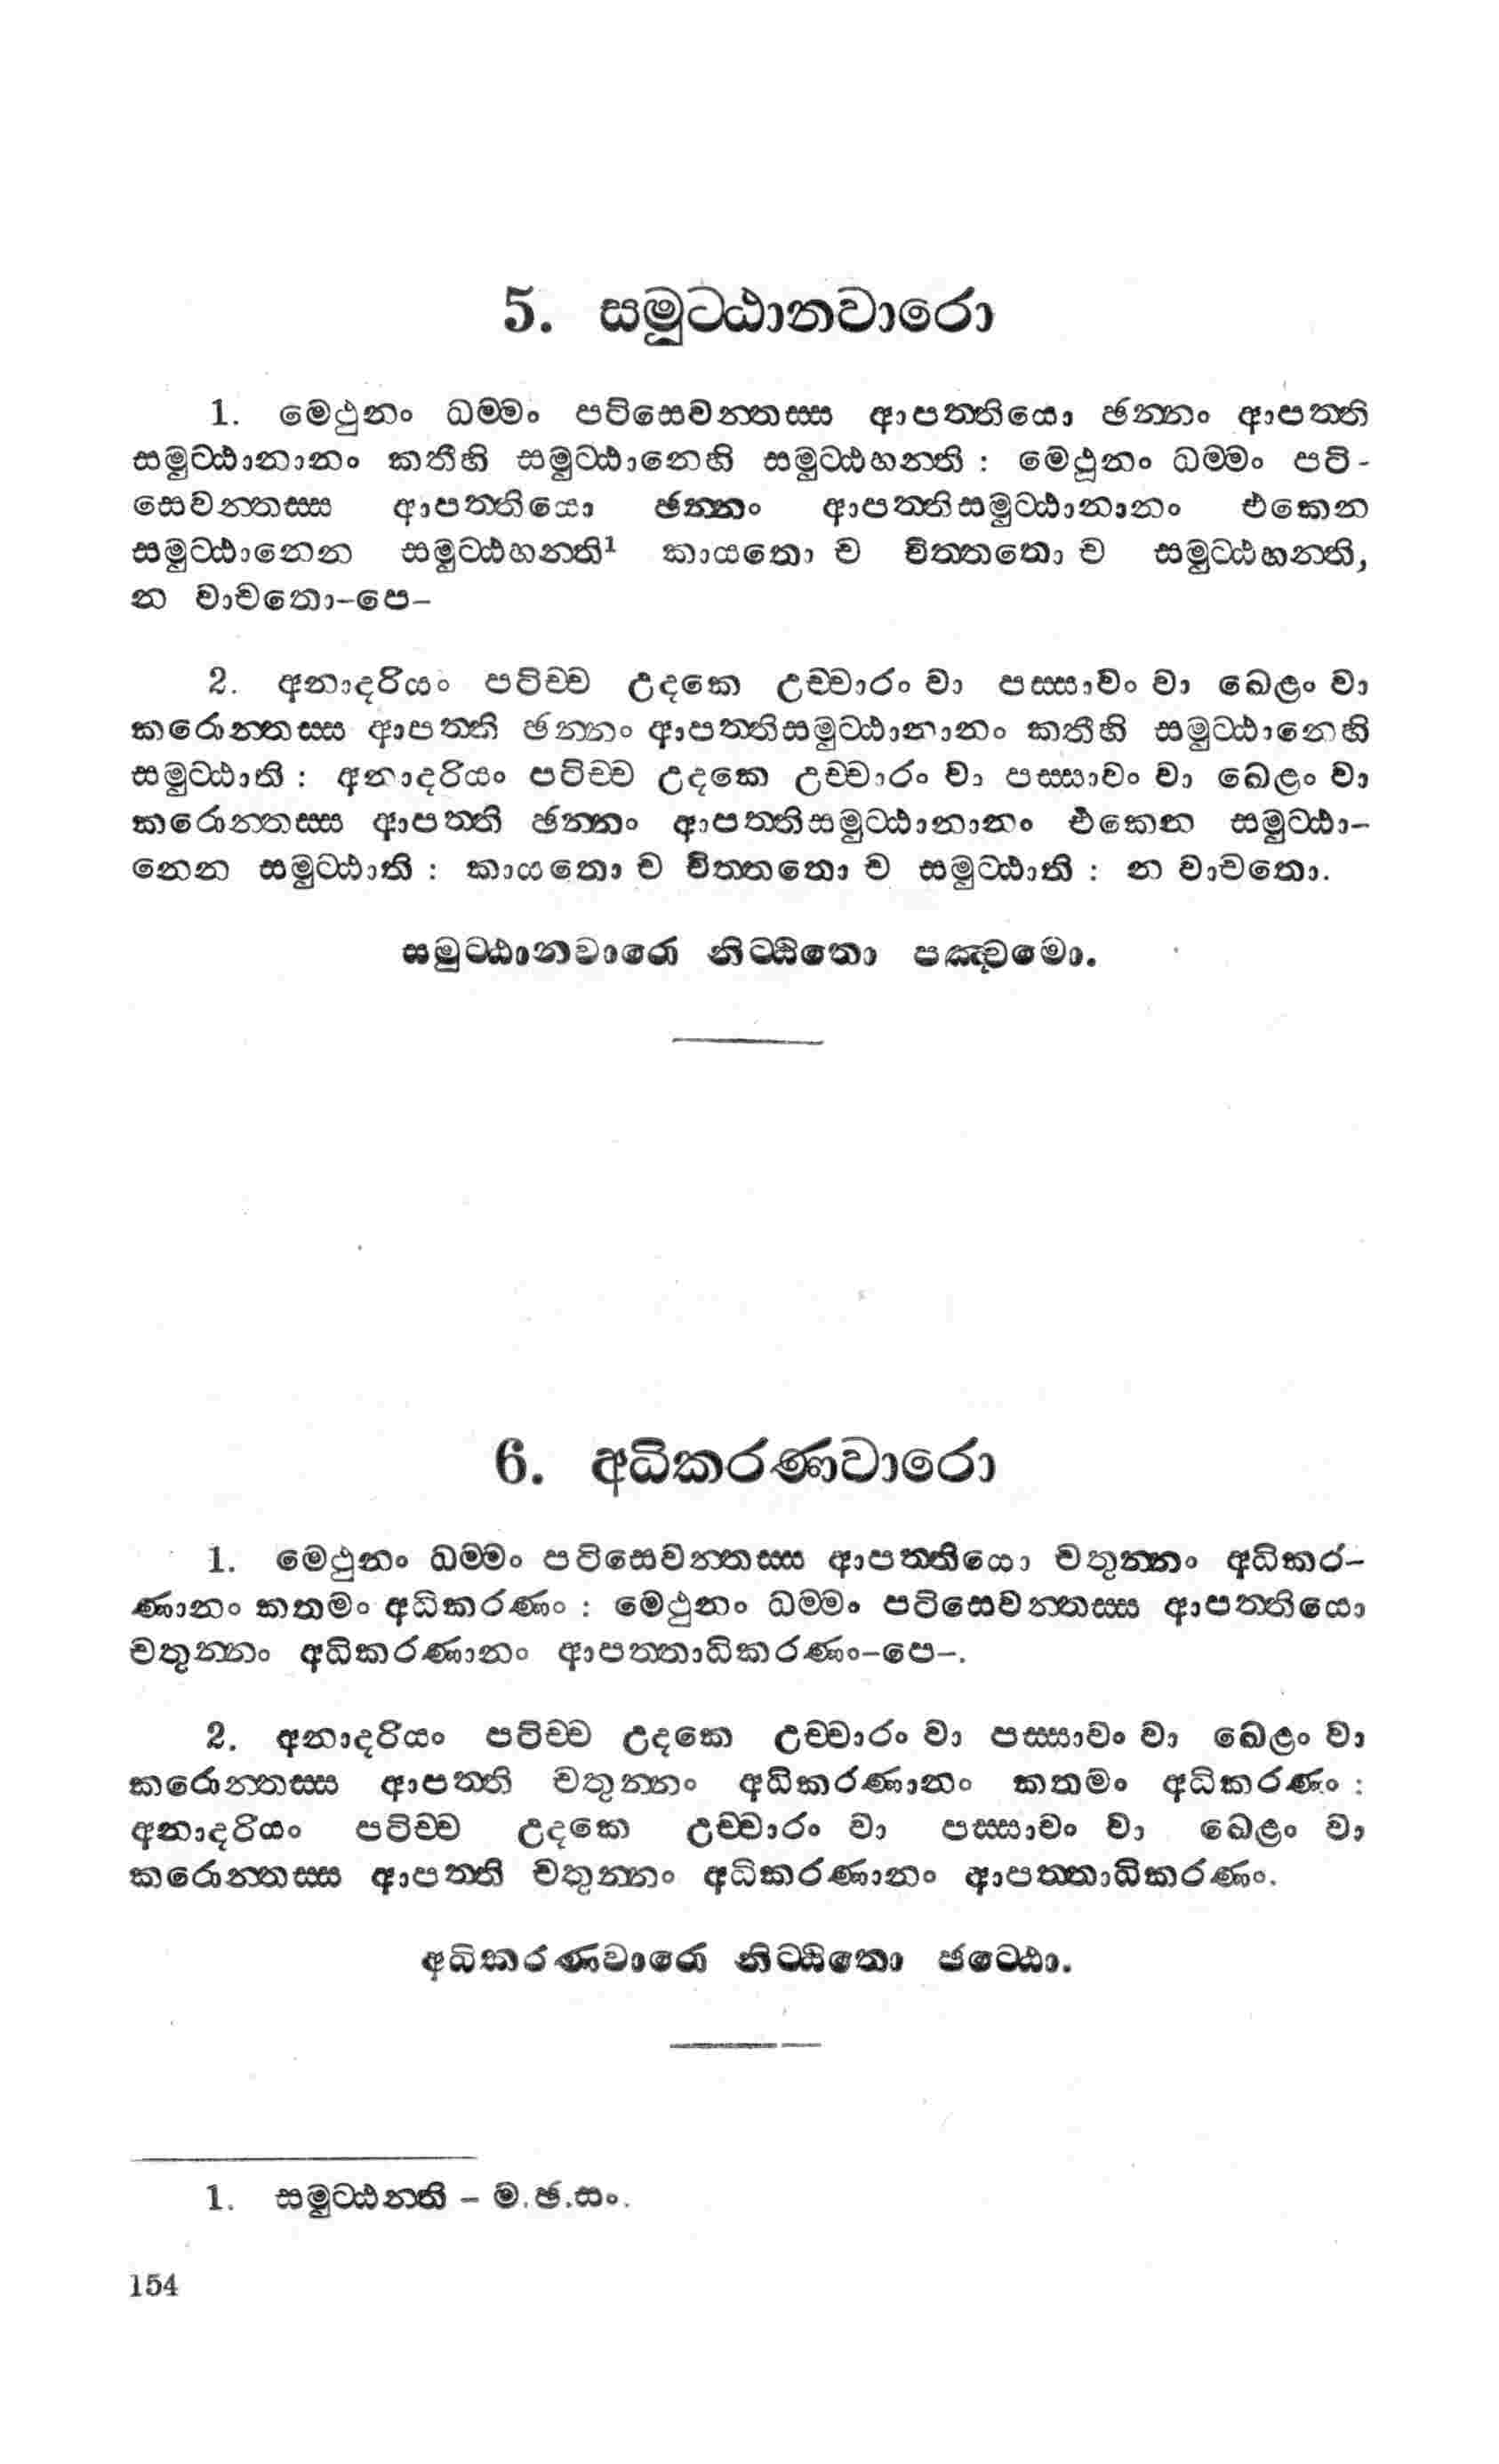 5. සමුට්ඨානවාරො
1. මෙථුනං ධම්මං පටිසෙවන්තස්ස ආපත්තියො ඡන්නං ආපත්ති
සමුට්ඨානානං කතීහි සමුට්ඨානෙහි සමුට්ඨහන්ති : මෙථුනං ධම්මං පටි-
සෙවන්තස්ස ආපත්තියො ඡන්නං ආපත්තිසමුට්ඨානානං එකෙන
සමුට්ඨානෙන සමුට්ඨහන්ති¹ කායතො ච චිත්තතො ච සමුට්ඨහන්ති,
න වාචතො-පෙ-
2. අනාදරියං පටිච්ච උදකෙ උච්චාරං වා පස්සාවං වා ඛෙළං වා
කරොන්තස්ස ආපත්ති ඡන්නං ආපත්තිසමුට්ඨානානං කතීහි සමුට්ඨානෙහි
සමුට්ඨාති : අනාදරියං පටිච්ච උදකෙ උච්චාරං වා පස්සාවං වා ඛෙළං වා
කරොන්තස්ස ආපත්ති ඡන්නං ආපත්තිසමුට්ඨානානං එකෙන සමුට්ඨා-
නෙන සමුට්ඨාති : කායතො ච චිත්තතො ච සමුට්ඨාති : න වාචතො.
සමුට්ඨානවාරො නිට්ඨිතො පඤ්චමො.
6. අධිකරණවාරො
1. මෙථුනං ධම්මං පටිසෙවන්තස්ස ආපත්තියො චතුන්නං අධිකර-
ණානං කතමං අධිකරණං : මෙථුනං ධම්මං පටිසෙවන්තස්ස ආපත්තියො
චතුන්නං අධිකරණානං ආපත්තාධිකරණං-පෙ-.
2. අනාදරියං පටිච්ච උදකෙ උච්චාරං වා පස්සාවං වා ඛෙළං වා
කරොන්තස්ස ආපත්ති චතුන්නං අධිකරණානං කතමං අධිකරණං :
අනාදරියං පටිච්ච උදකෙ උච්චාරං වා පස්සාවං වා ඛෙළං වා
කරොන්තස්ස ආපත්ති චතුන්නං අධිකරණානං ආපත්තාධිකරණං.
අධිකරණවාරො නිට්ඨිතො ඡට්ඨො.
1. සමුට්ඨන්ති - ම.ඡ.සං.
154